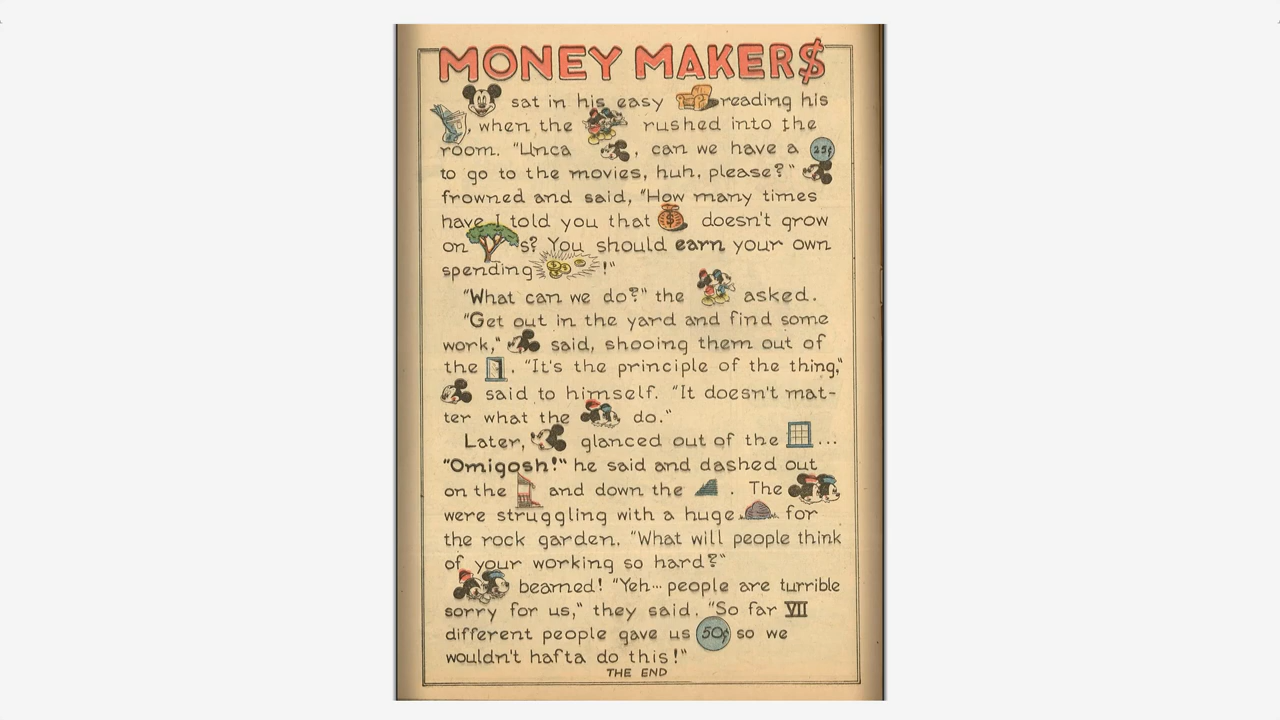 MONEY MAKER$
sat in his easy reading his
, when the rushed into the
room. "Unca , can we have a 25¢
to go to the movies, huh, please?"
frowned and said, "How many times
have I told you that $ doesn't grow
on s? You should earn your own
spending !"
"What can we do?" the asked.
"Get out in the yard and find some
work," said, shooing them out of
the . "It's the principle of the thing,"
said to himself. "It doesn't mat-
ter what the do."
Later, glanced out of the ...
"Omigosh!" he said and dashed out
on the and down the . The
were struggling with a huge for
the rock garden. "What will people think
of your working so hard?"
beamed! "Yeh... people are turrible
sorry for us," they said. "So far VII
different people gave us 50¢ so we
wouldn't hafta do this!"
THE END